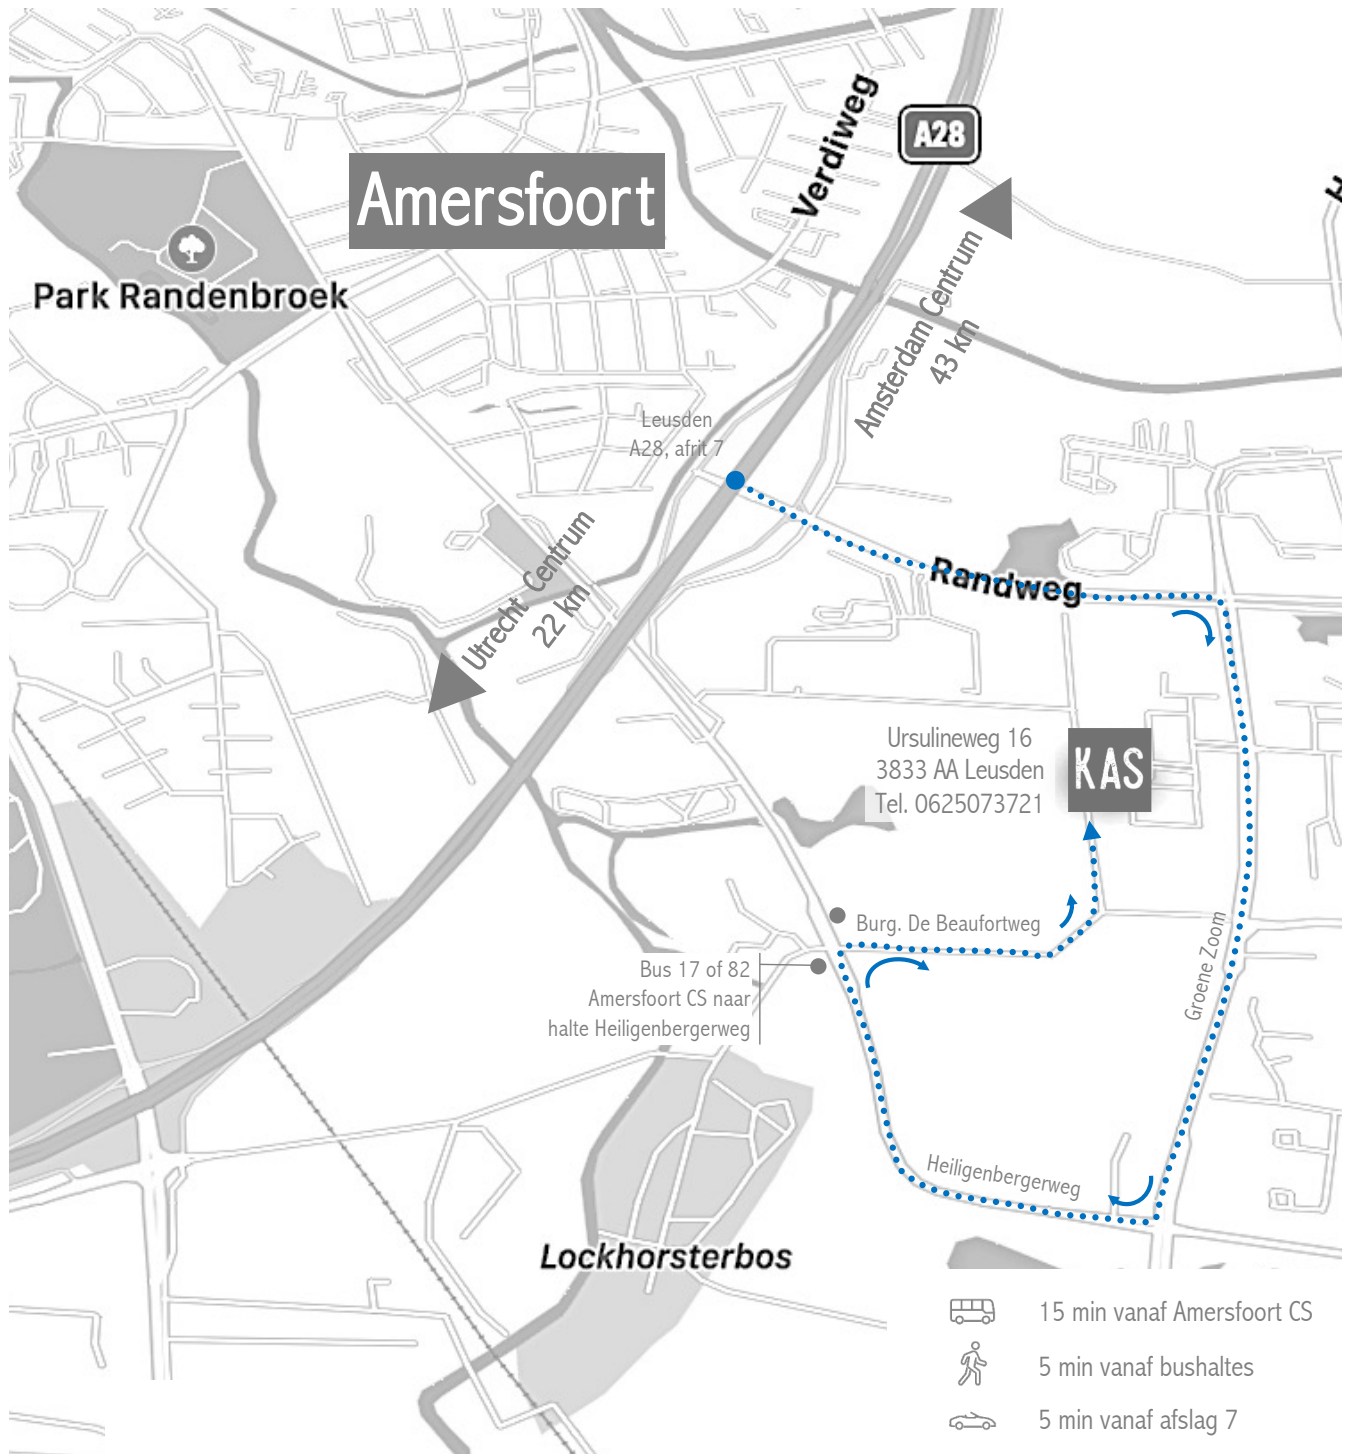 Verdiweg
A28
Amersfoort
Park Randenbroek
Amsterdam Centrum
43 km
Leusden
A28, afrit 7
Utrecht Centrum
22 km
Randweg
Ursulineweg 16
3833 AA Leusden
Tel. 0625073721
KAS
Burg. De Beaufortweg
Groene Zoom
Bus 17 of 82
Amersfoort CS naar
halte Heiligenbergerweg
Heiligenbergerweg
Lockhorsterbos
15 min vanaf Amersfoort CS
5 min vanaf bushaltes
5 min vanaf afslag 7